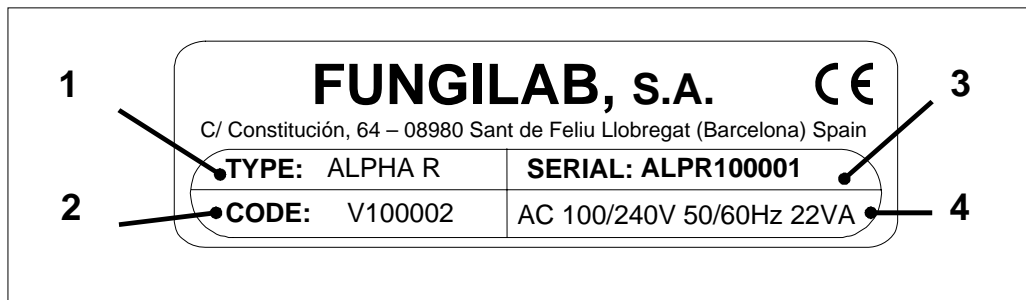 FUNGILAB, S.A. CE
C/ Constitución, 64 – 08980 Sant de Feliu Llobregat (Barcelona) Spain
1
TYPE: ALPHA R
SERIAL: ALPR100001
3
2
CODE: V100002
AC 100/240V 50/60Hz 22VA
4